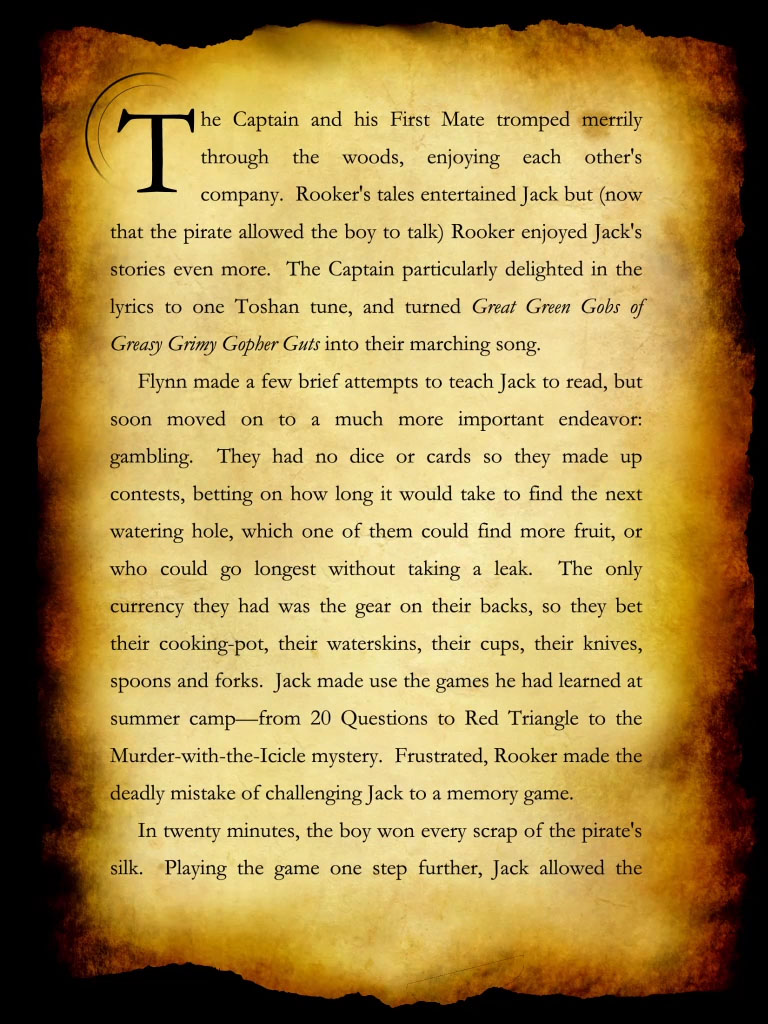 The Captain and his First Mate tromped merrily
through the woods, enjoying each other's
company. Rooker's tales entertained Jack but (now
that the pirate allowed the boy to talk) Rooker enjoyed Jack's
stories even more. The Captain particularly delighted in the
lyrics to one Toshan tune, and turned Great Green Gobs of
Greasy Grimy Gopher Guts into their marching song.
Flynn made a few brief attempts to teach Jack to read, but
soon moved on to a much more important endeavor:
gambling. They had no dice or cards so they made up
contests, betting on how long it would take to find the next
watering hole, which one of them could find more fruit, or
who could go longest without taking a leak. The only
currency they had was the gear on their backs, so they bet
their cooking-pot, their waterskins, their cups, their knives,
spoons and forks. Jack made use the games he had learned at
summer camp—from 20 Questions to Red Triangle to the
Murder-with-the-Icicle mystery. Frustrated, Rooker made the
deadly mistake of challenging Jack to a memory game.
In twenty minutes, the boy won every scrap of the pirate's
silk. Playing the game one step further, Jack allowed the